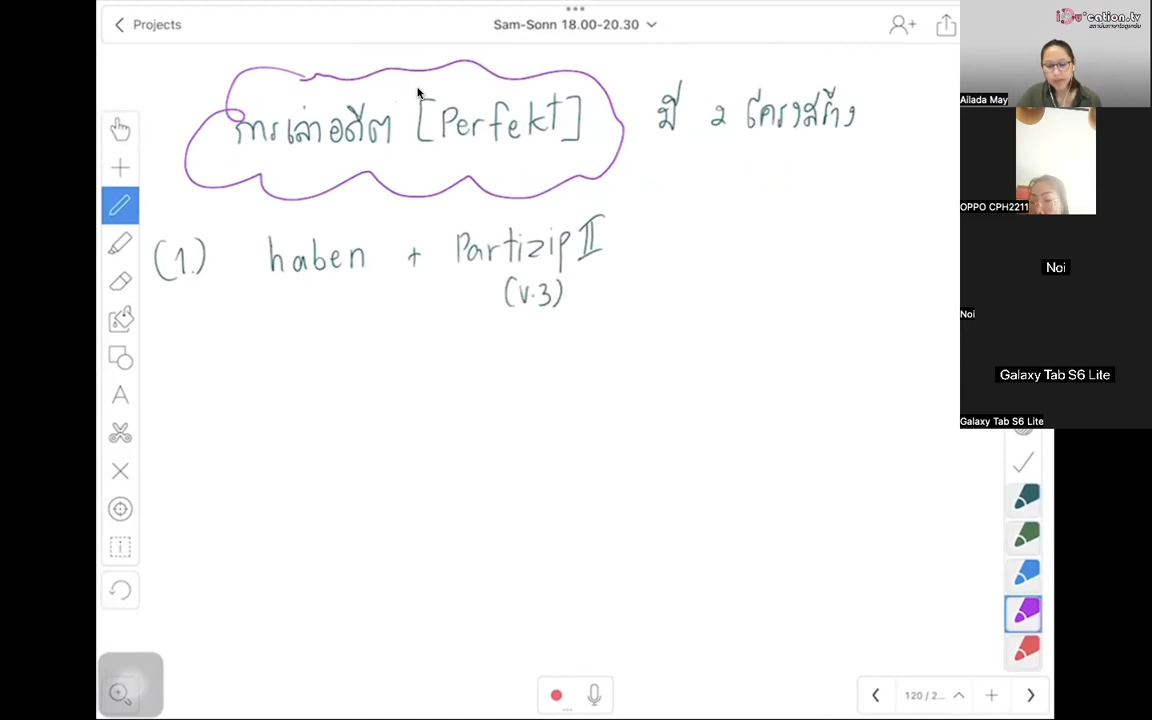 Projects
Sam-Sonn 18.00-20.30
การเล่าอดีต [Perfekt] มี 2 โครงสร้าง
(1.) haben + Partizip II
(v.3)
Ailada May
OPPO CPH2211
Noi
Noi
Galaxy Tab S6 Lite
Galaxy Tab S6 Lite
120 / 2...